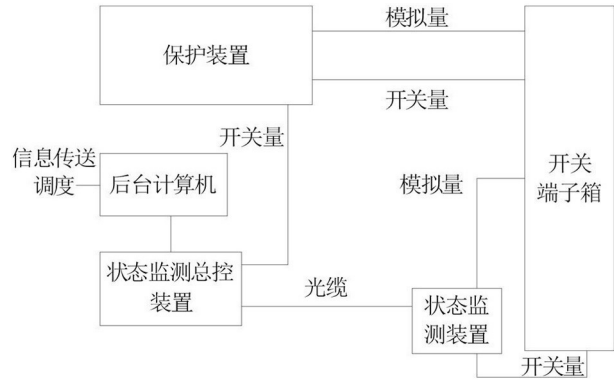 模拟量
保护装置
开关量
开关量
信息传送
调度
后台计算机
模拟量
开关
端子箱
状态监测总控
装置
光缆
状态监
测装置
开关量